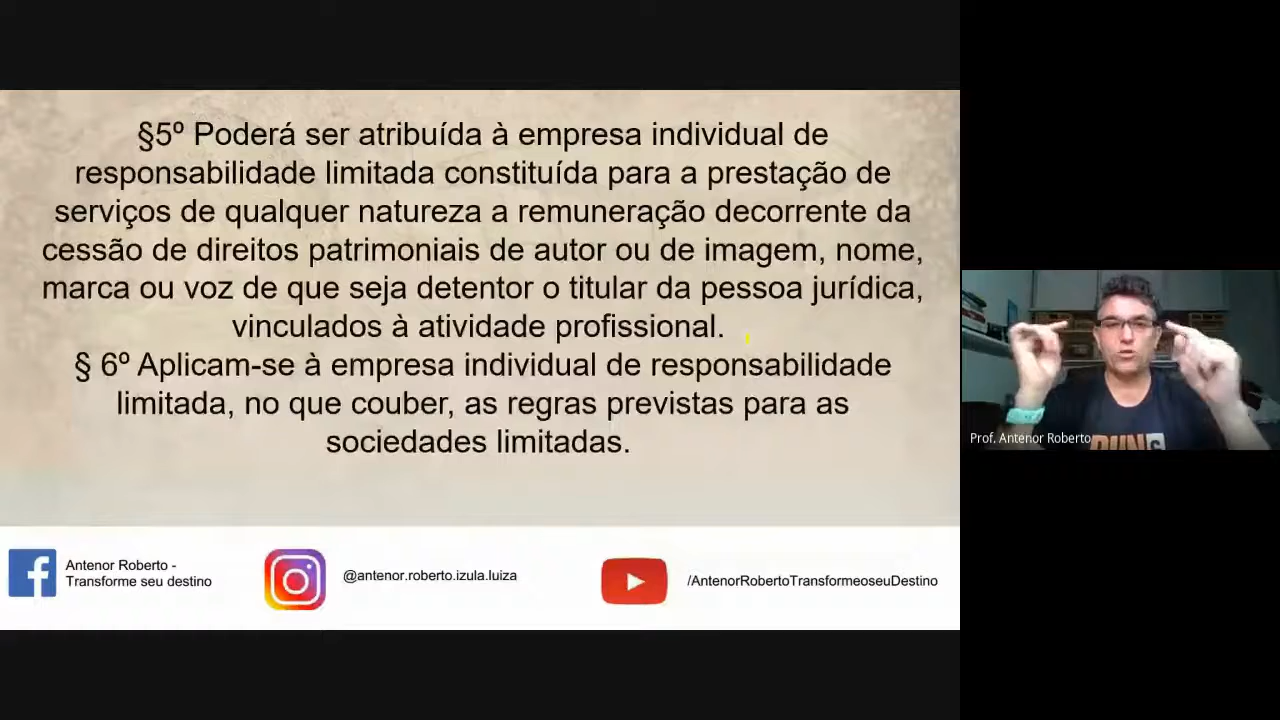 §5º Poderá ser atribuída à empresa individual de
responsabilidade limitada constituída para a prestação de
serviços de qualquer natureza a remuneração decorrente da
cessão de direitos patrimoniais de autor ou de imagem, nome,
marca ou voz de que seja detentor o titular da pessoa jurídica,
vinculados à atividade profissional.
§ 6º Aplicam-se à empresa individual de responsabilidade
limitada, no que couber, as regras previstas para as
sociedades limitadas.
Antenor Roberto -
Transforme seu destino
@antenor.roberto.izula.luiza
/AntenorRobertoTransformeoseuDestino
Prof. Antenor Roberto